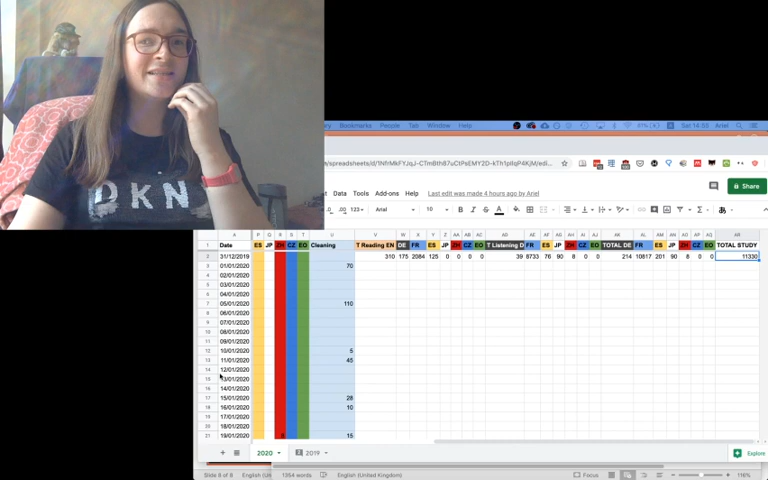 DKN
Bookmarks People Tab Window Help 41% Sat 14:55 Ariel
Data Tools Add-ons Help Last edit was made 4 hours ago by Ariel
Share
.00 123 Arial 10 B I S A
A P Q R S T U V W X Y Z AA AB AC AD AE AF AG AH AI AJ AK AL AM AN AO AP AQ AR
1 Date ES JP ZH CZ EO Cleaning T Reading EN DE FR ES JP ZH CZ EO T Listening D FR ES JP ZH CZ EO TOTAL DE FR ES JP ZH CZ EO TOTAL STUDY
2 31/12/2019 310 175 2084 125 0 0 0 0 39 8733 76 90 8 0 0 214 10817 201 90 8 0 0 11330
3 01/01/2020 70
4 02/01/2020
5 03/01/2020
6 04/01/2020
7 05/01/2020 110
8 06/01/2020
9 07/01/2020
10 08/01/2020
11 09/01/2020
12 10/01/2020 5
13 11/01/2020 45
14 12/01/2020
15 13/01/2020
16 14/01/2020
17 15/01/2020 28
18 16/01/2020 10
19 17/01/2020
20 18/01/2020
21 19/01/2020 8 15
2020 2019
Explore
Slide 8 of 8 English (Un 1354 words English (United Kingdom) Focus 116%